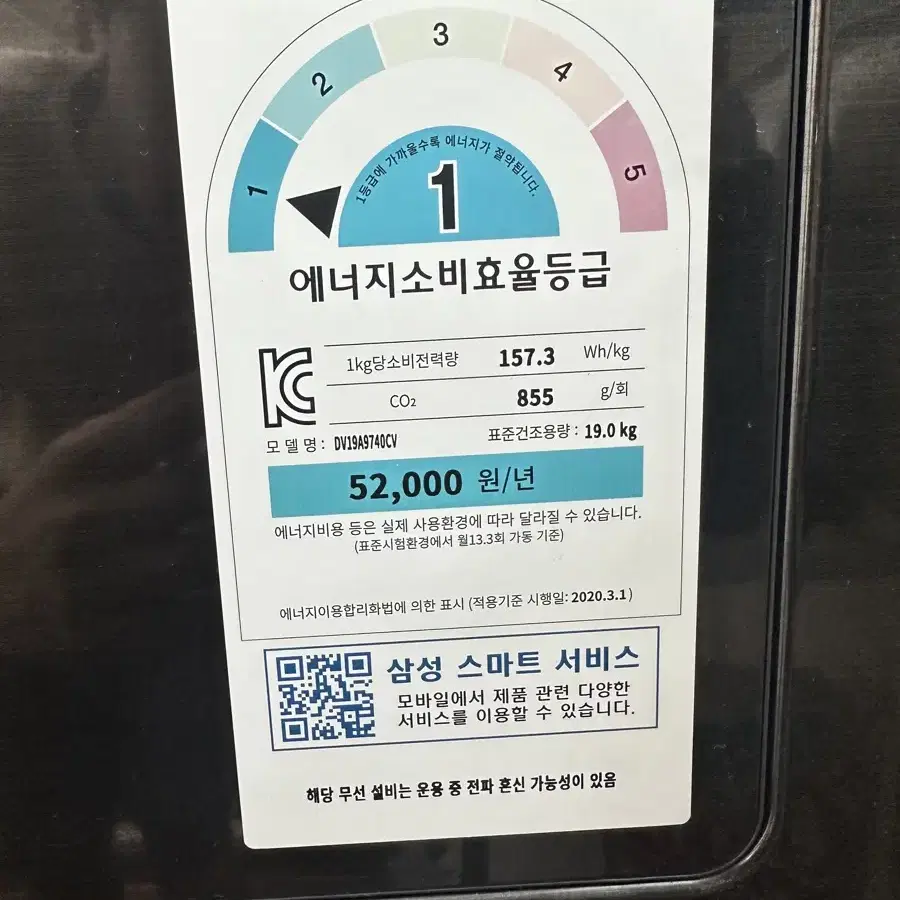 1 2 3 4 5
1등급에 가까울수록 에너지가 절약됩니다.
1
에너지소비효율등급
1kg당소비전력량 157.3 Wh/kg
CO₂ 855 g/회
모 델 명 : DV19A9740CV 표준건조용량 : 19.0 kg
52,000 원/년
에너지비용 등은 실제 사용환경에 따라 달라질 수 있습니다.
(표준시험환경에서 월13.3회 가동 기준)
에너지이용합리화법에 의한 표시 (적용기준 시행일: 2020.3.1)
삼성 스마트 서비스
모바일에서 제품 관련 다양한
서비스를 이용할 수 있습니다.
해당 무선 설비는 운용 중 전파 혼신 가능성이 있음